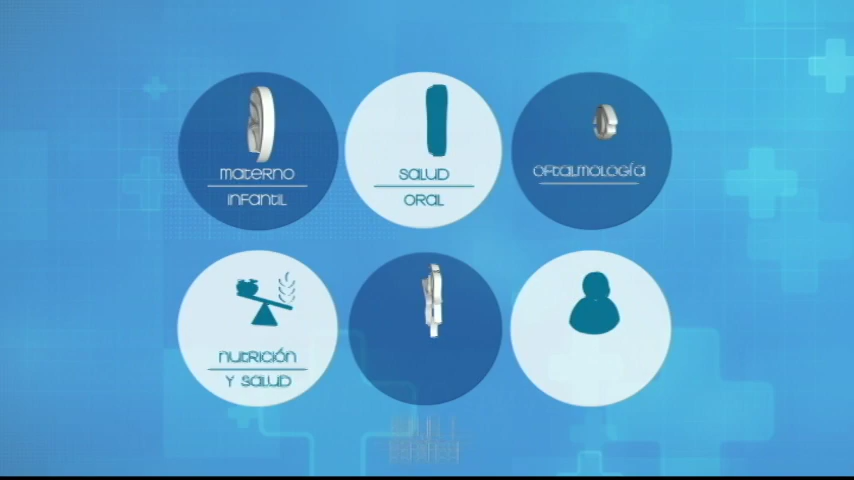 MATERNO
INFANTIL
SALUD
ORAL
OFTALMOLOGÍA
NUTRICIÓN
Y SALUD